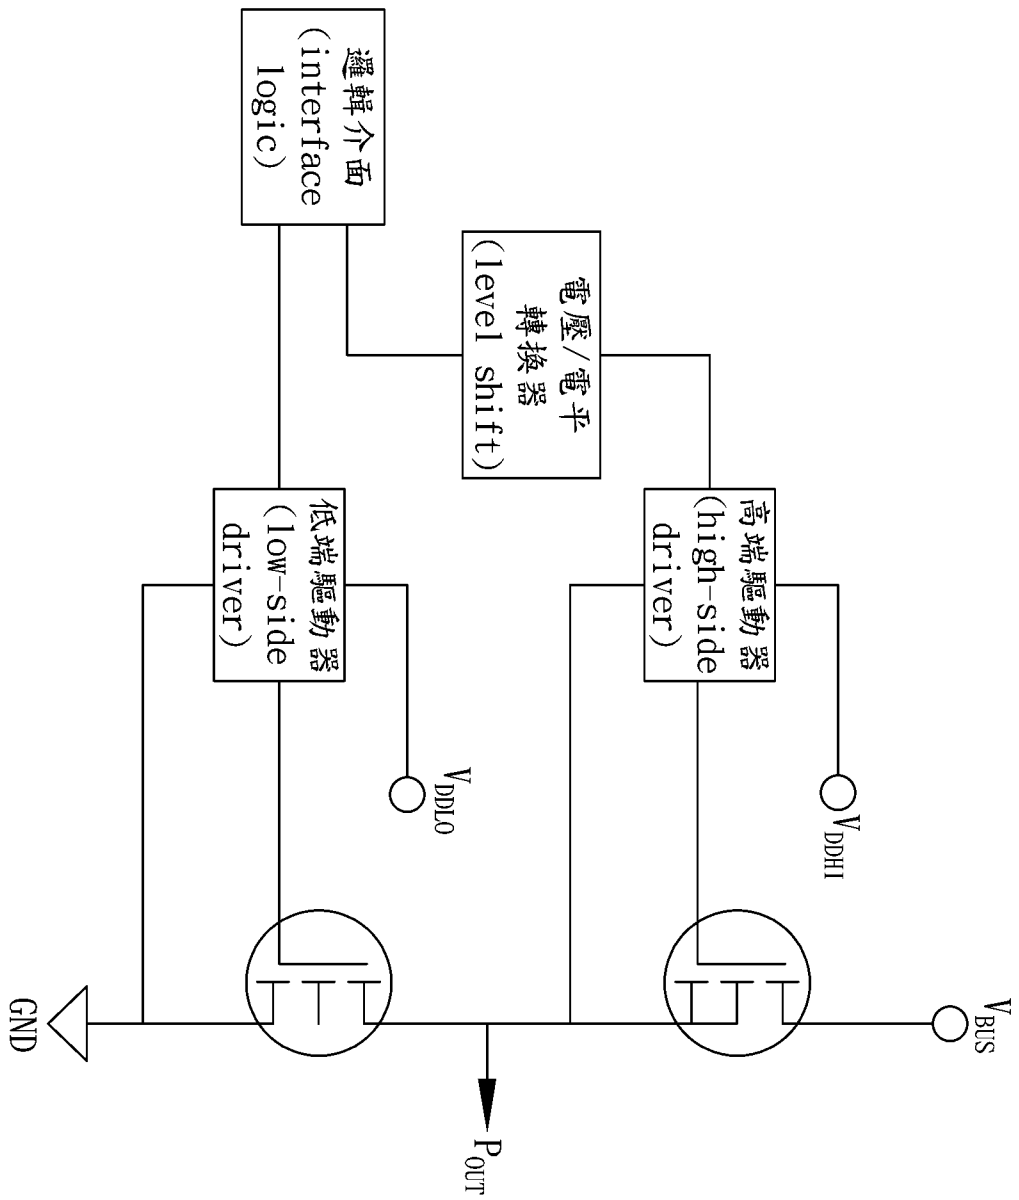 V_BUS
V_DDHI
高端驅動器
(high-side
driver)
電壓/電平
轉換器
(level shift)
V_DDLO
P_OUT
邏輯介面
(interface
logic)
低端驅動器
(low-side
driver)
GND